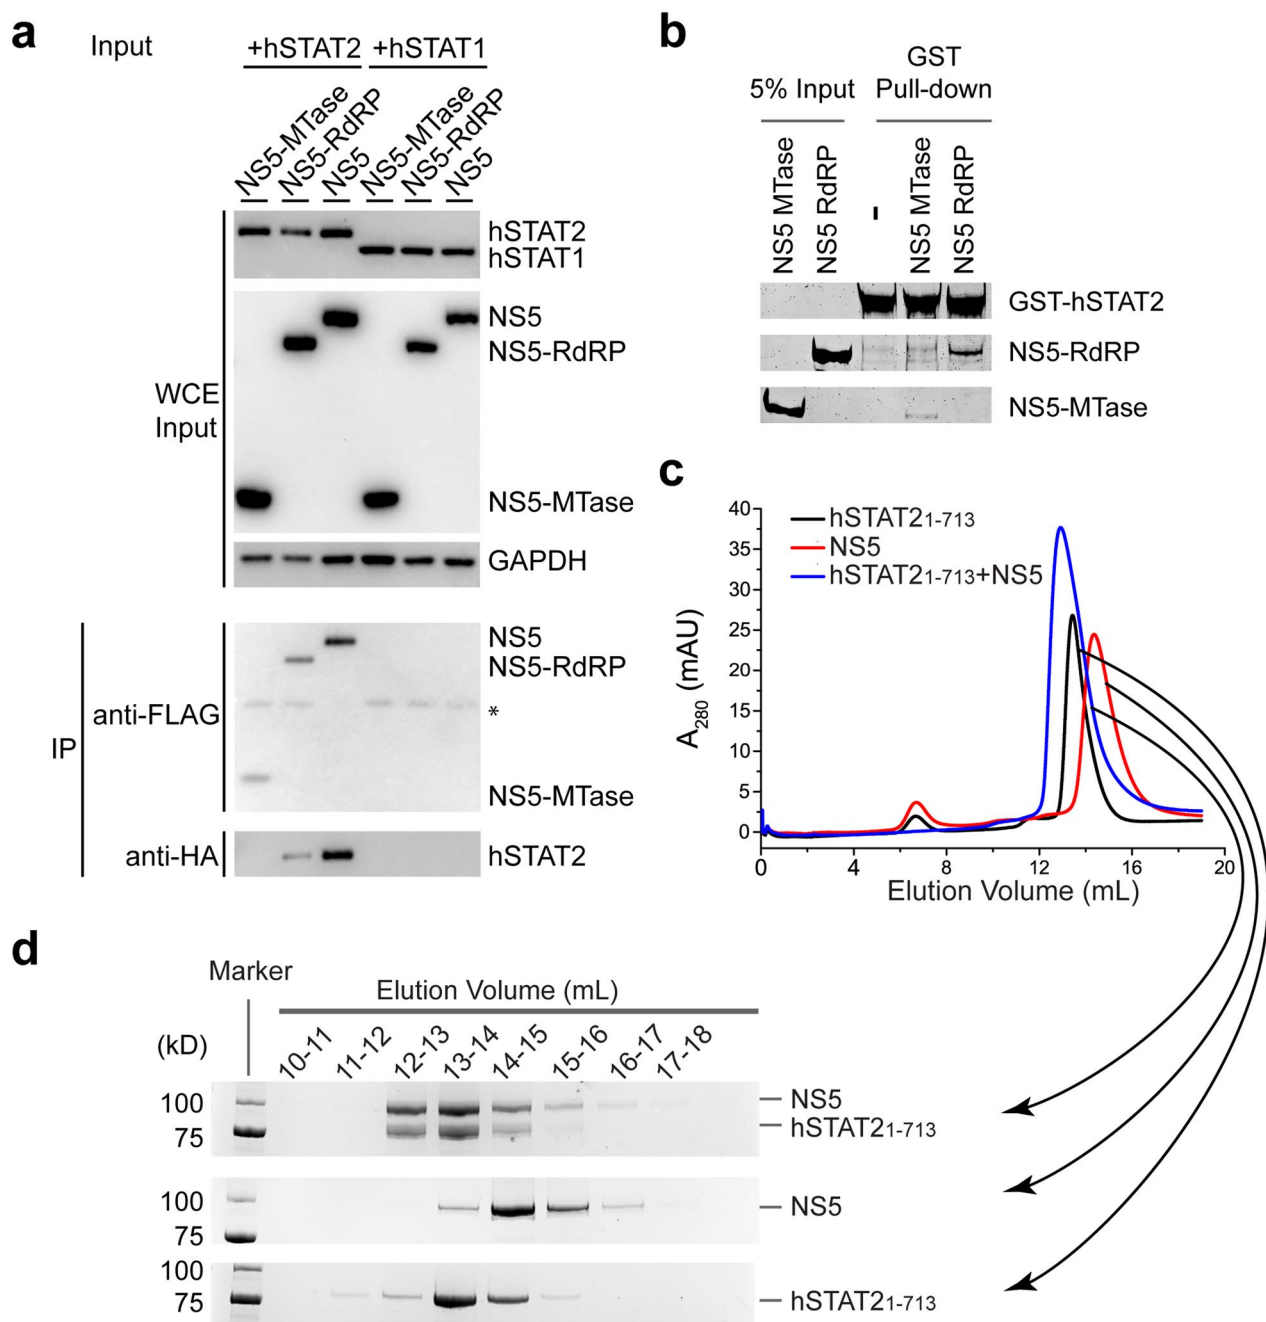 a
Input
+hSTAT2
+hSTAT1
NS5-MTase
NS5-RdRP
NS5
NS5-MTase
NS5-RdRP
NS5
hSTAT2
hSTAT1
NS5
NS5-RdRP
WCE
Input
NS5-MTase
GAPDH
NS5
NS5-RdRP
anti-FLAG
*
IP
NS5-MTase
anti-HA
hSTAT2
b
GST
5% Input
Pull-down
NS5 MTase
NS5 RdRP
-
NS5 MTase
NS5 RdRP
GST-hSTAT2
NS5-RdRP
NS5-MTase
c
hSTAT21-713
NS5
hSTAT21-713+NS5
40
35
30
25
20
15
10
5
0
A280 (mAU)
0
4
8
12
16
20
Elution Volume (mL)
d
Marker
Elution Volume (mL)
(kD)
10-11
11-12
12-13
13-14
14-15
15-16
16-17
17-18
100
NS5
75
hSTAT21-713
100
NS5
75
100
75
hSTAT21-713